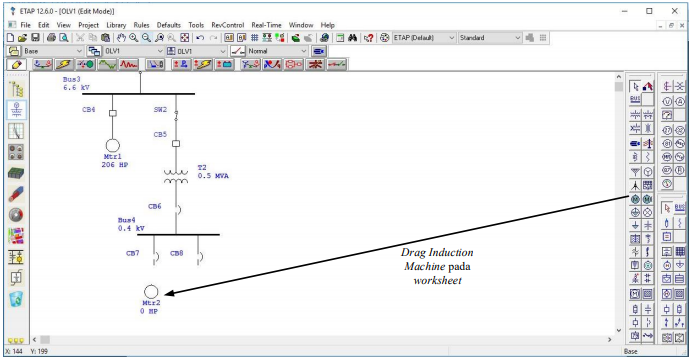 ETAP 12.6.0 - [OLV1 (Edit Mode)]
File Edit View Project Library Rules Defaults Tools RevControl Real-Time Window Help
ETAP (Default) Standard
Base OLV1 OLV1 Normal
Bus3
6.6 kV
CB4
SW2
CB5
Mtr1
206 HP
T2
0.5 MVA
CB6
Bus4
0.4 kV
CB7
CB8
Mtr2
0 HP
Drag Induction
Machine pada
worksheet
BUS
BUS
X: 144 Y: 199
Base